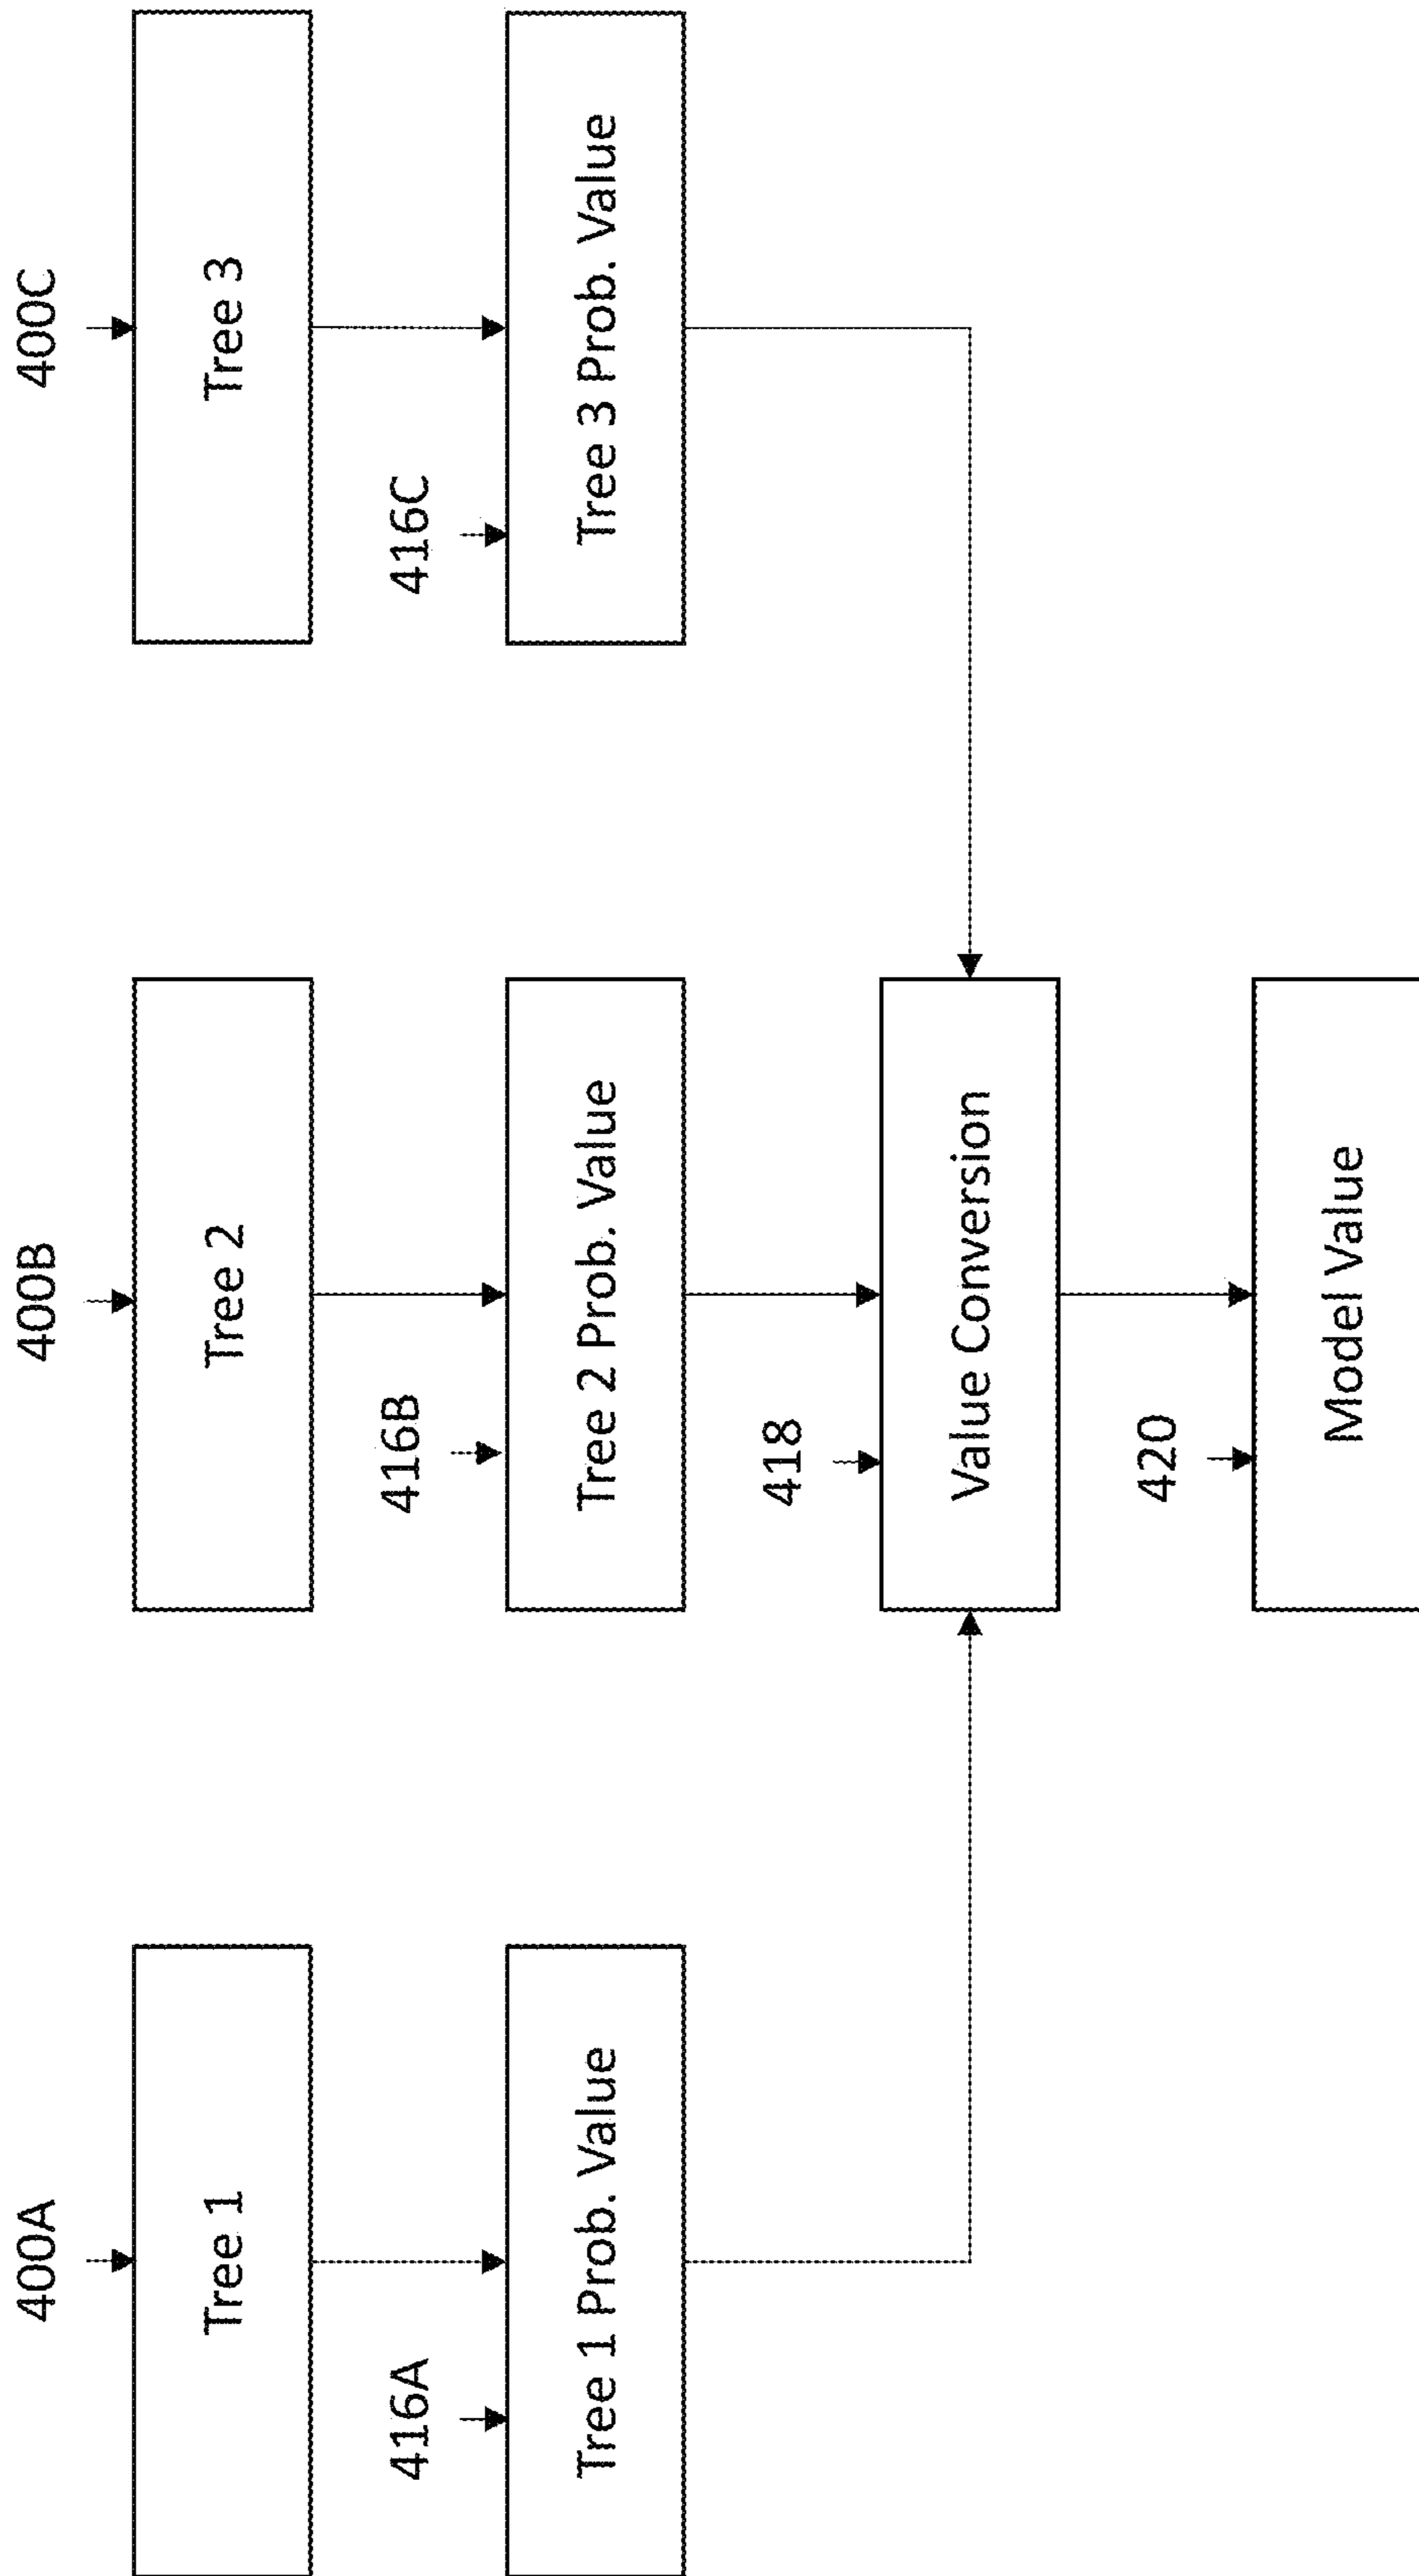 400A
400B
400C
Tree 1
Tree 2
Tree 3
416A
416B
416C
Tree 1 Prob. Value
Tree 2 Prob. Value
Tree 3 Prob. Value
418
Value Conversion
420
Model Value